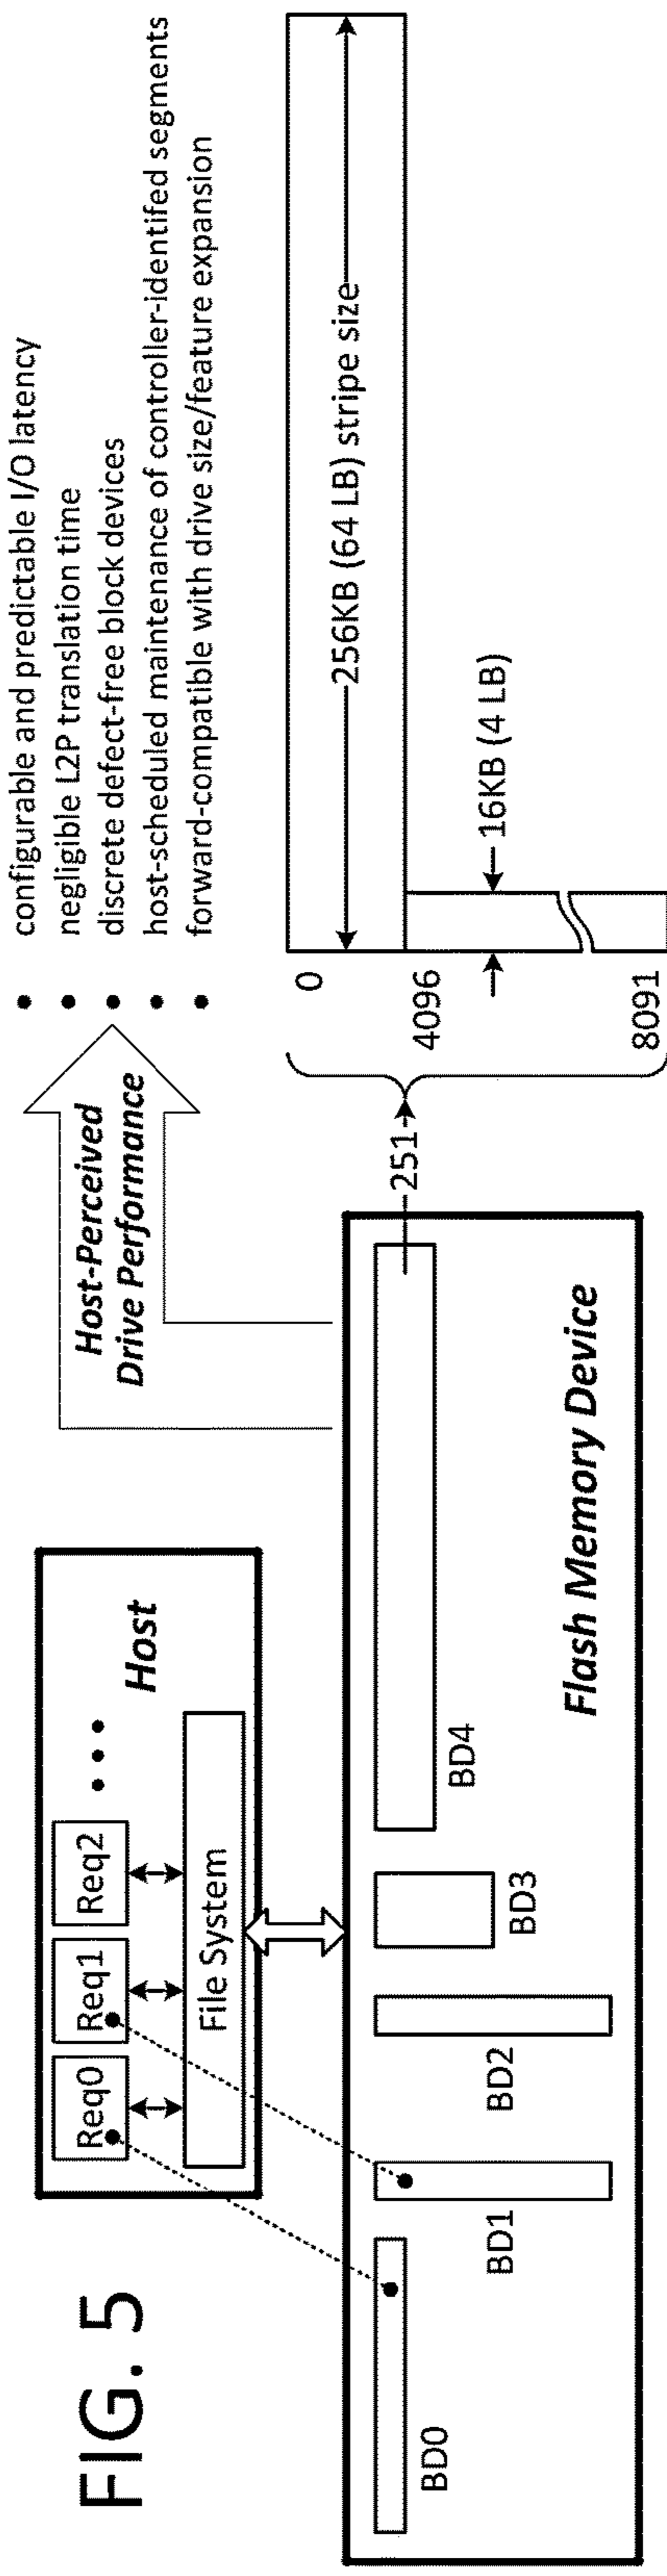 FIG. 5
Req0
Req1
Req2
• • •
Host
File System
Host-Perceived
Drive Performance
• configurable and predictable I/O latency
• negligible L2P translation time
• discrete defect-free block devices
• host-scheduled maintenance of controller-identifed segments
• forward-compatible with drive size/feature expansion
BD0
BD1
BD2
BD3
BD4
Flash Memory Device
251
0
4096
8091
256KB (64 LB) stripe size
16KB (4 LB)